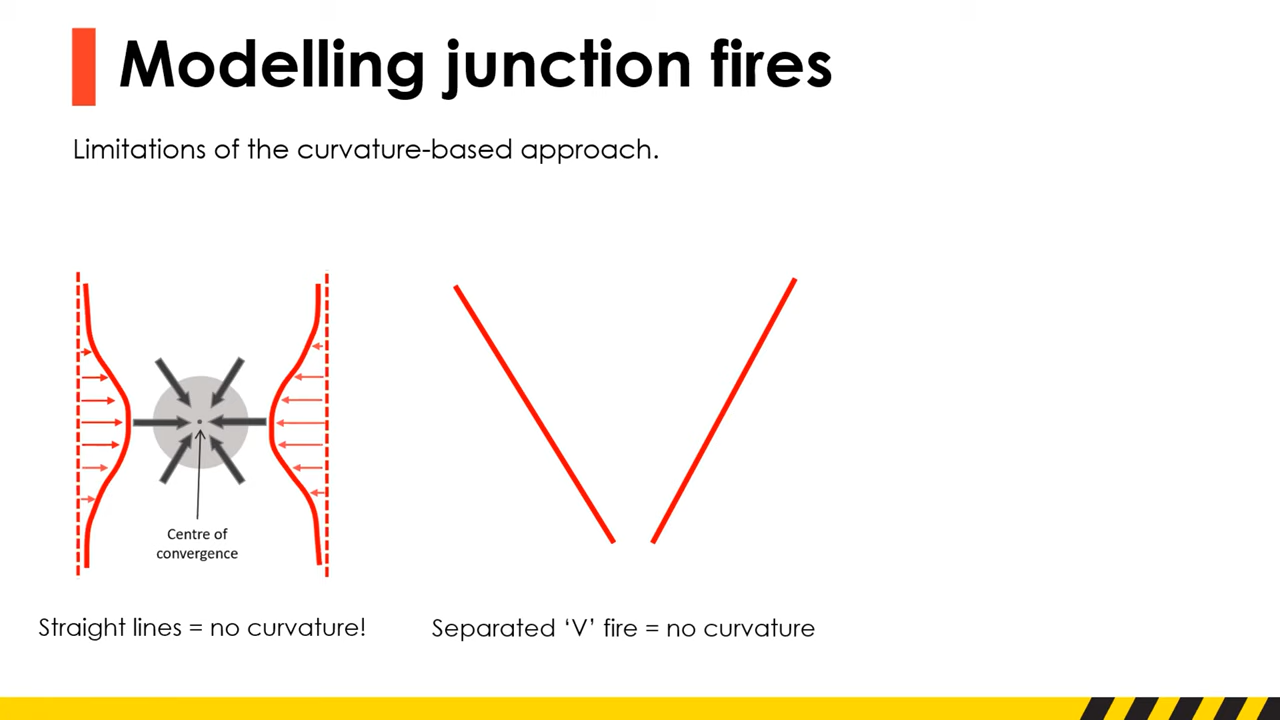 Modelling junction fires
Limitations of the curvature-based approach.
Centre of
convergence
Straight lines = no curvature!
Separated ‘V’ fire = no curvature